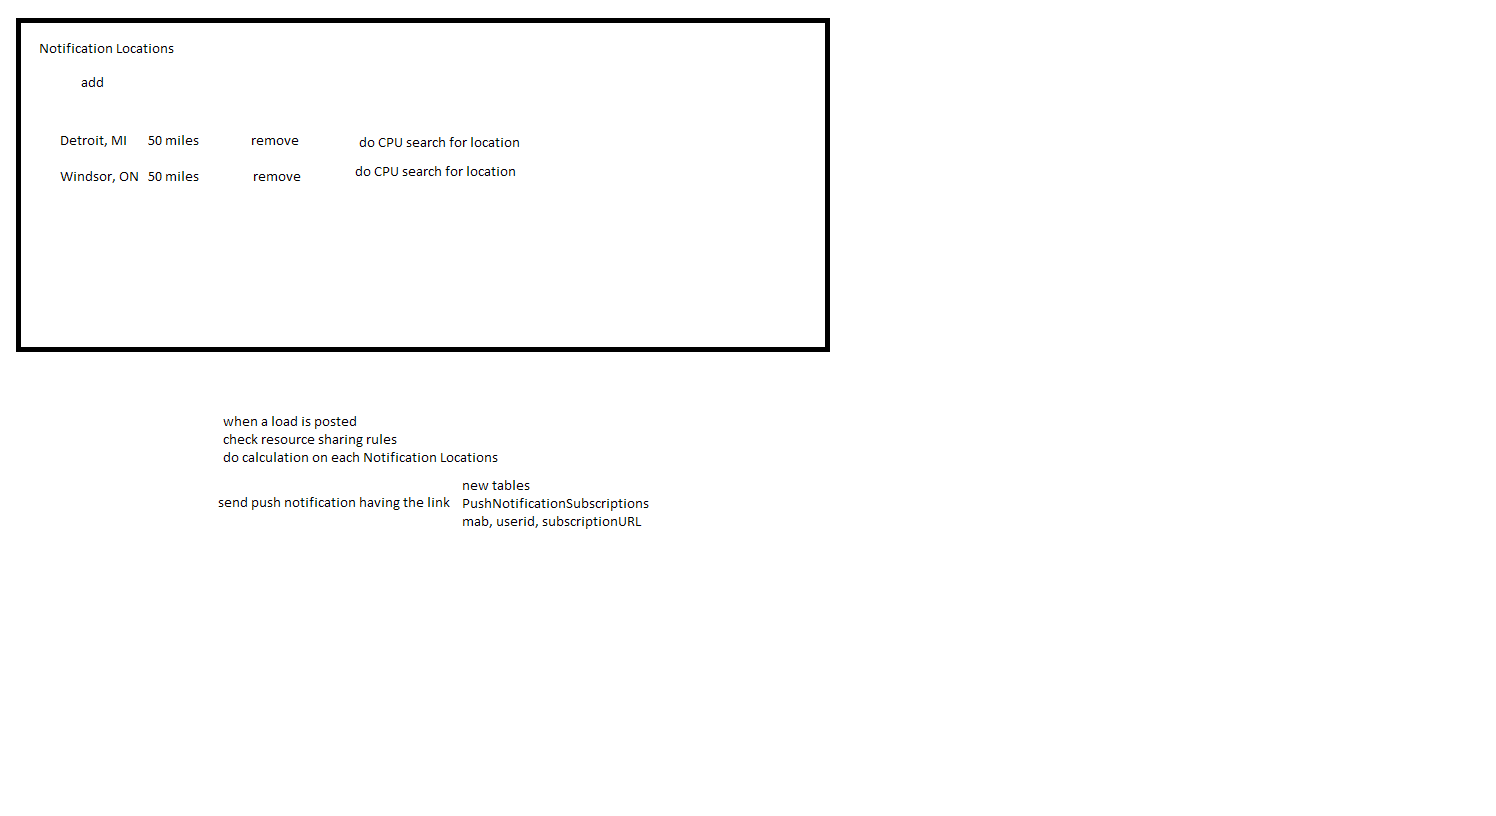 Notification Locations
add
Detroit, MI 50 miles remove do CPU search for location
Windsor, ON 50 miles remove do CPU search for location
when a load is posted
check resource sharing rules
do calculation on each Notification Locations
send push notification having the link
new tables
PushNotificationSubscriptions
mab, userid, subscriptionURL